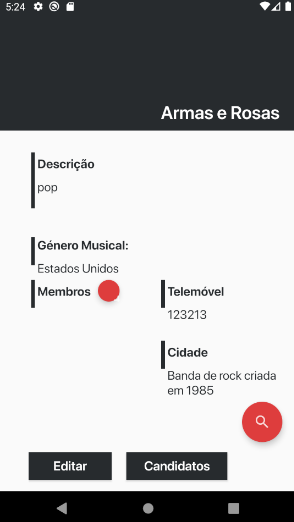 5:24
Armas e Rosas
Descrição
pop
Género Musical:
Estados Unidos
Membros
Telemóvel
123213
Cidade
Banda de rock criada
em 1985
Editar
Candidatos